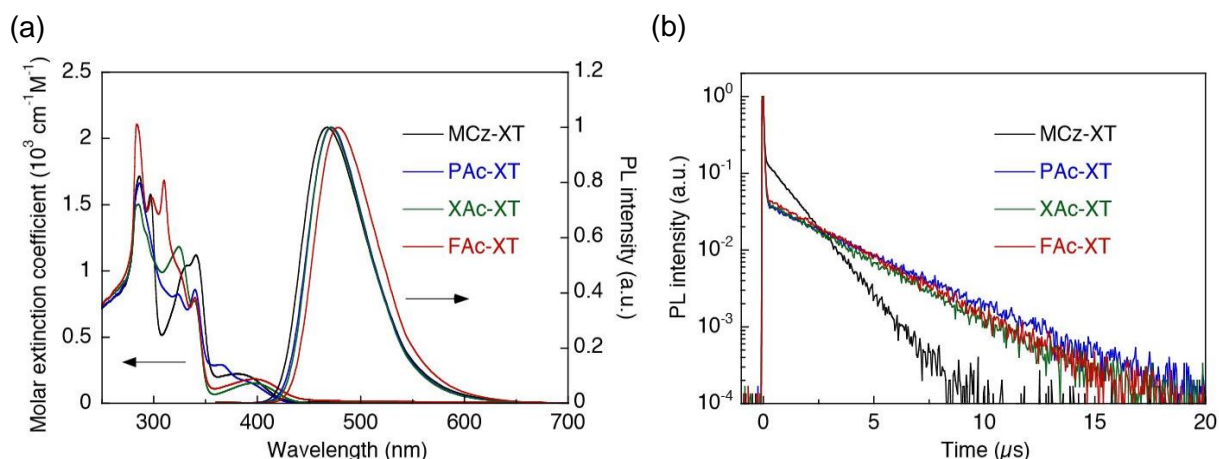 (a)
2.5
2
1.5
1
0.5
0
Molar extinction coefficient (10³ cm⁻¹M⁻¹)
300
400
500
600
700
Wavelength (nm)
1.2
1
0.8
0.6
0.4
0.2
0
PL intensity (a.u.)
MCz-XT
PAc-XT
XAc-XT
FAc-XT
(b)
10⁰
10⁻¹
10⁻²
10⁻³
10⁻⁴
PL intensity (a.u.)
0
5
10
15
20
Time (µs)
MCz-XT
PAc-XT
XAc-XT
FAc-XT